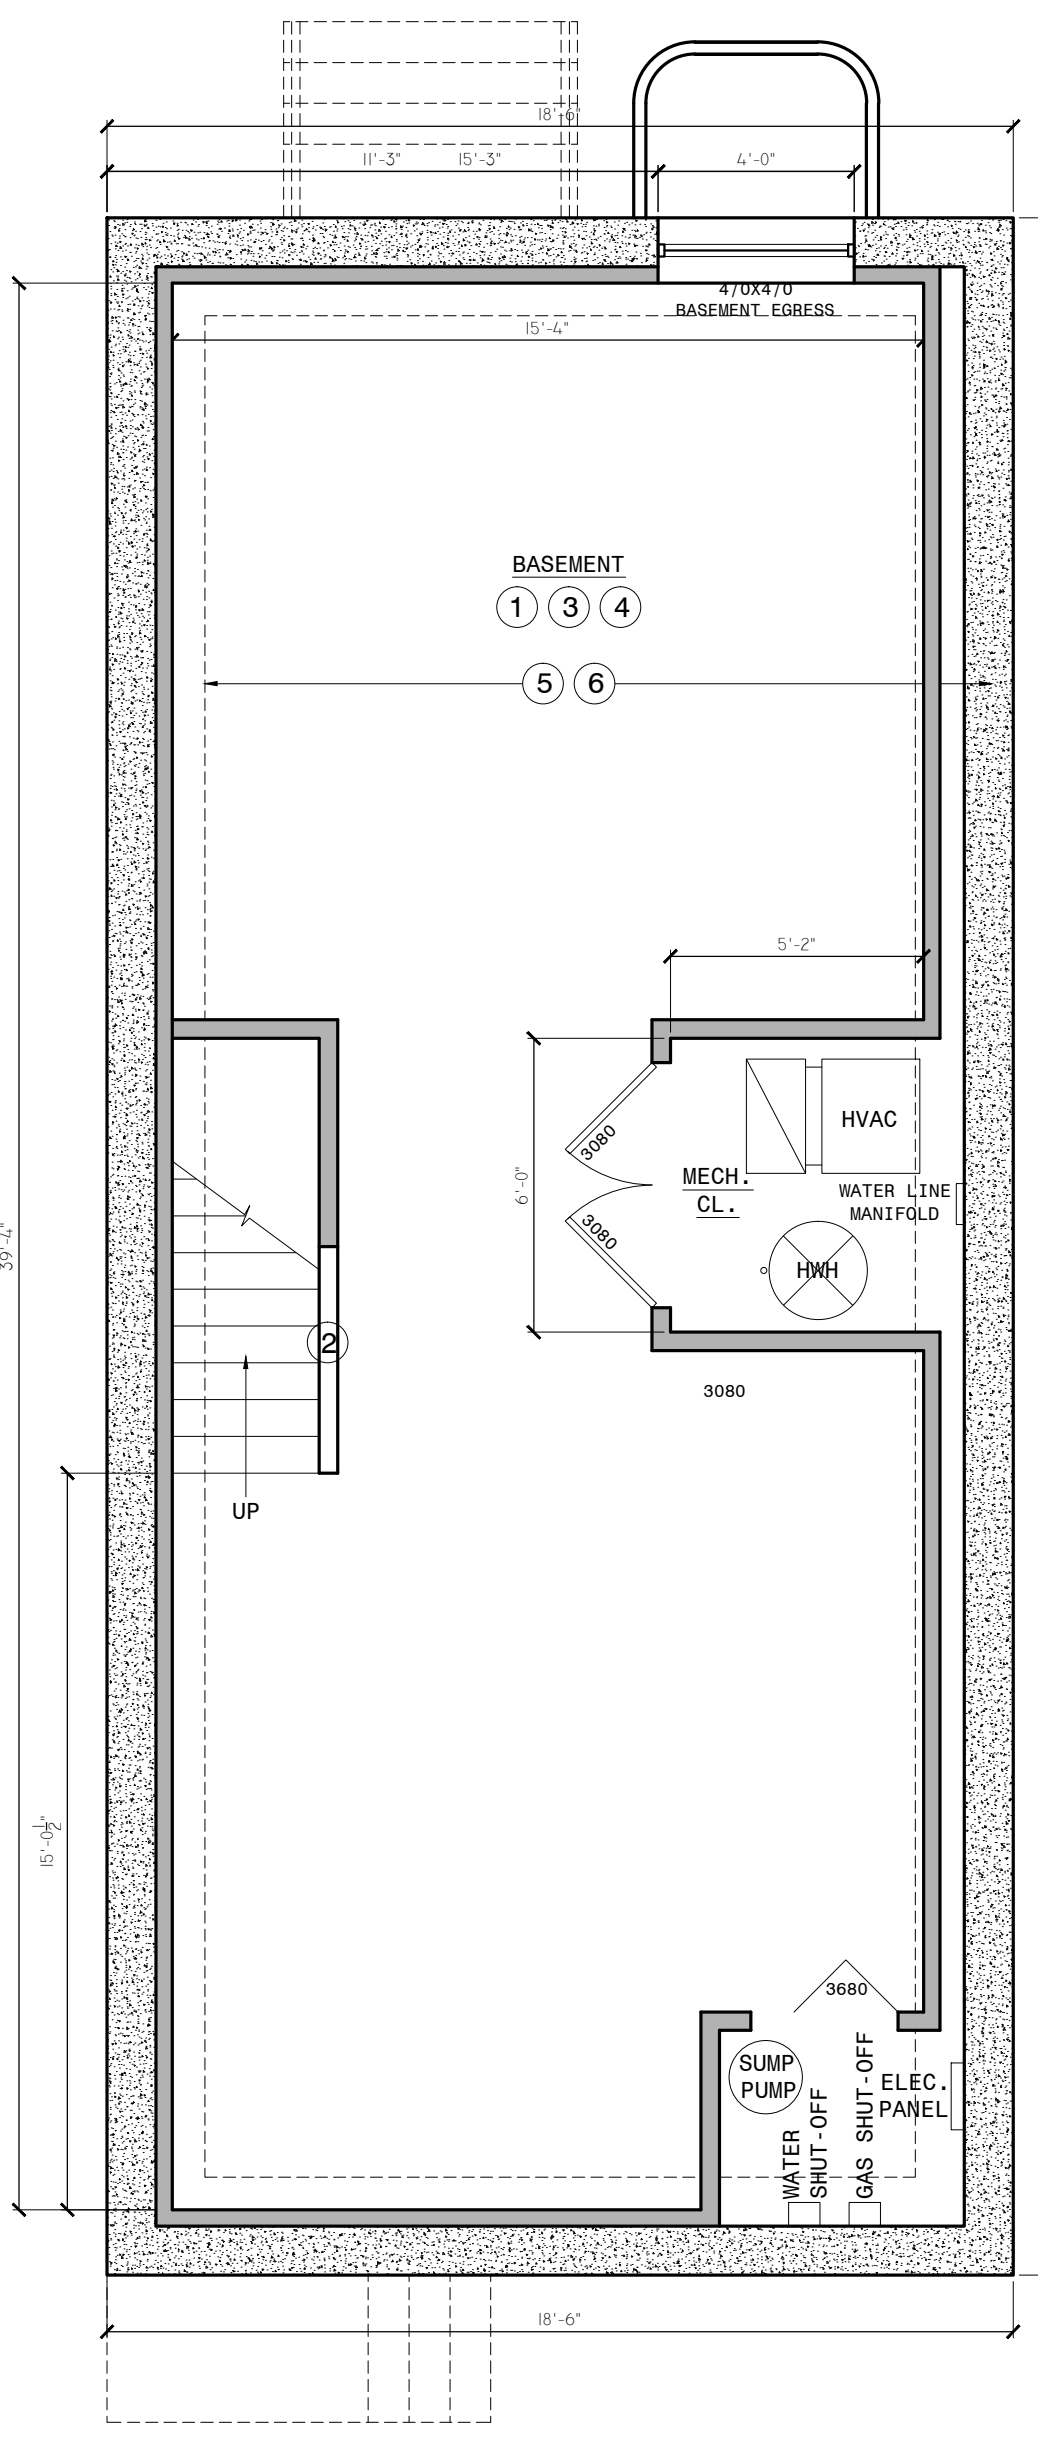 18'-6"
11'-3"
15'-3"
4'-0"
4/0X4/0
BASEMENT EGRESS
15'-4"
BASEMENT
1 3 4
5 6
5'-2"
3080
HVAC
6'-0"
MECH.
CL.
WATER LINE
MANIFOLD
3080
HWH
39'-4"
2
3080
UP
15'-0 1/2"
3680
SUMP
PUMP
WATER
SHUT-OFF
GAS SHUT-OFF
ELEC.
PANEL
18'-6"